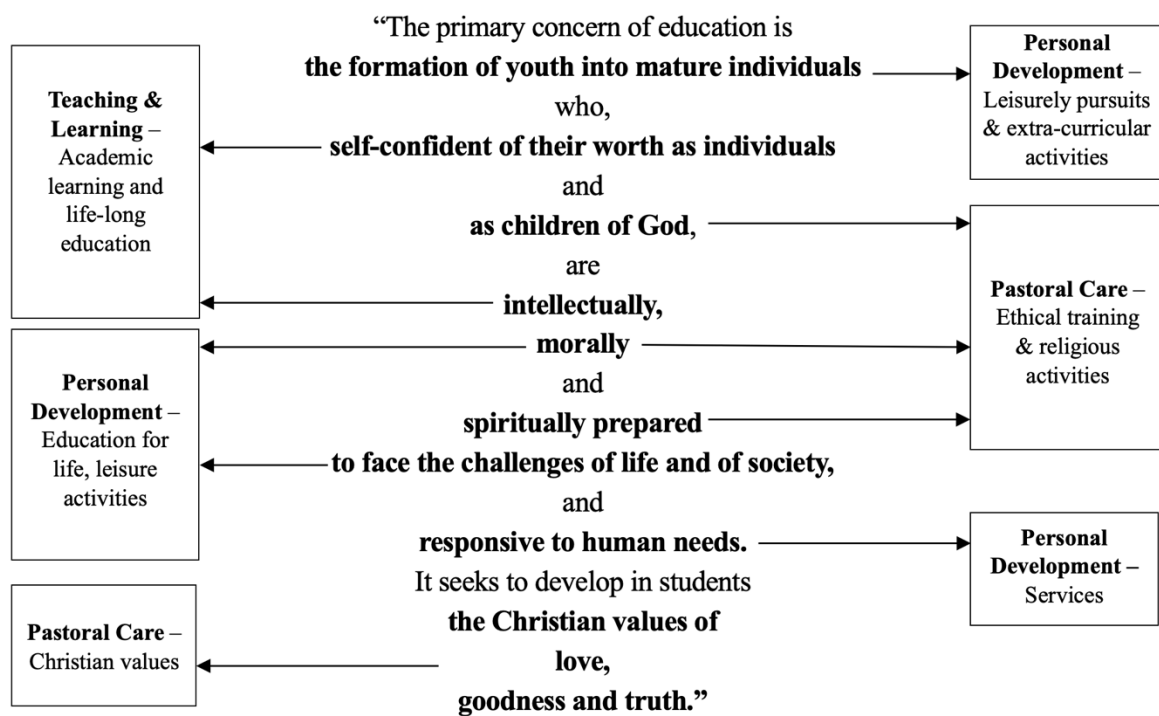 “The primary concern of education is
the formation of youth into mature individuals
who,
self-confident of their worth as individuals
and
as children of God,
are
intellectually,
morally
and
spiritually prepared
to face the challenges of life and of society,
and
responsive to human needs.
It seeks to develop in students
the Christian values of
love,
goodness and truth.”
Teaching &
Learning –
Academic
learning and
life-long
education
Personal
Development –
Education for
life, leisure
activities
Pastoral Care –
Christian values
Personal
Development –
Leisurely pursuits
& extra-curricular
activities
Pastoral Care –
Ethical training
& religious
activities
Personal
Development –
Services